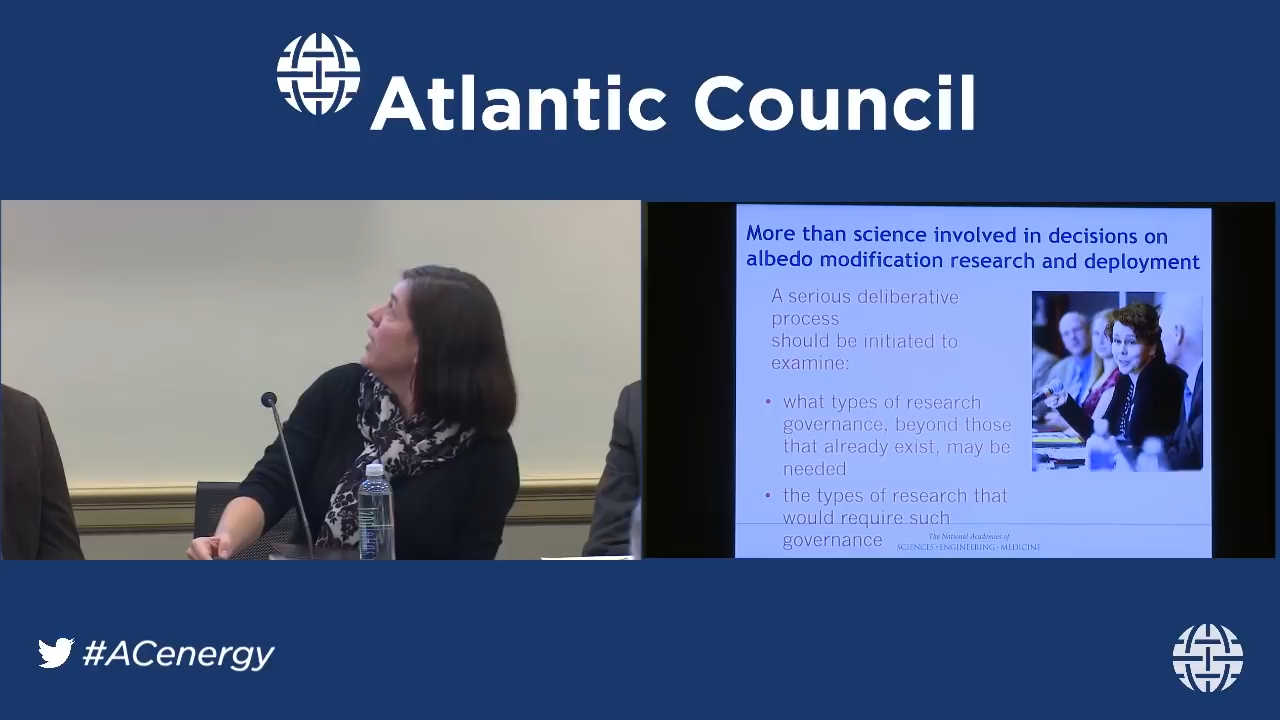 Atlantic Council
More than science involved in decisions on
albedo modification research and deployment
A serious deliberative
process
should be initiated to
examine:
• what types of research
governance, beyond those
that already exist, may be
needed
• the types of research that
would require such
governance
The National Academies of
SCIENCES • ENGINEERING • MEDICINE
#ACenergy